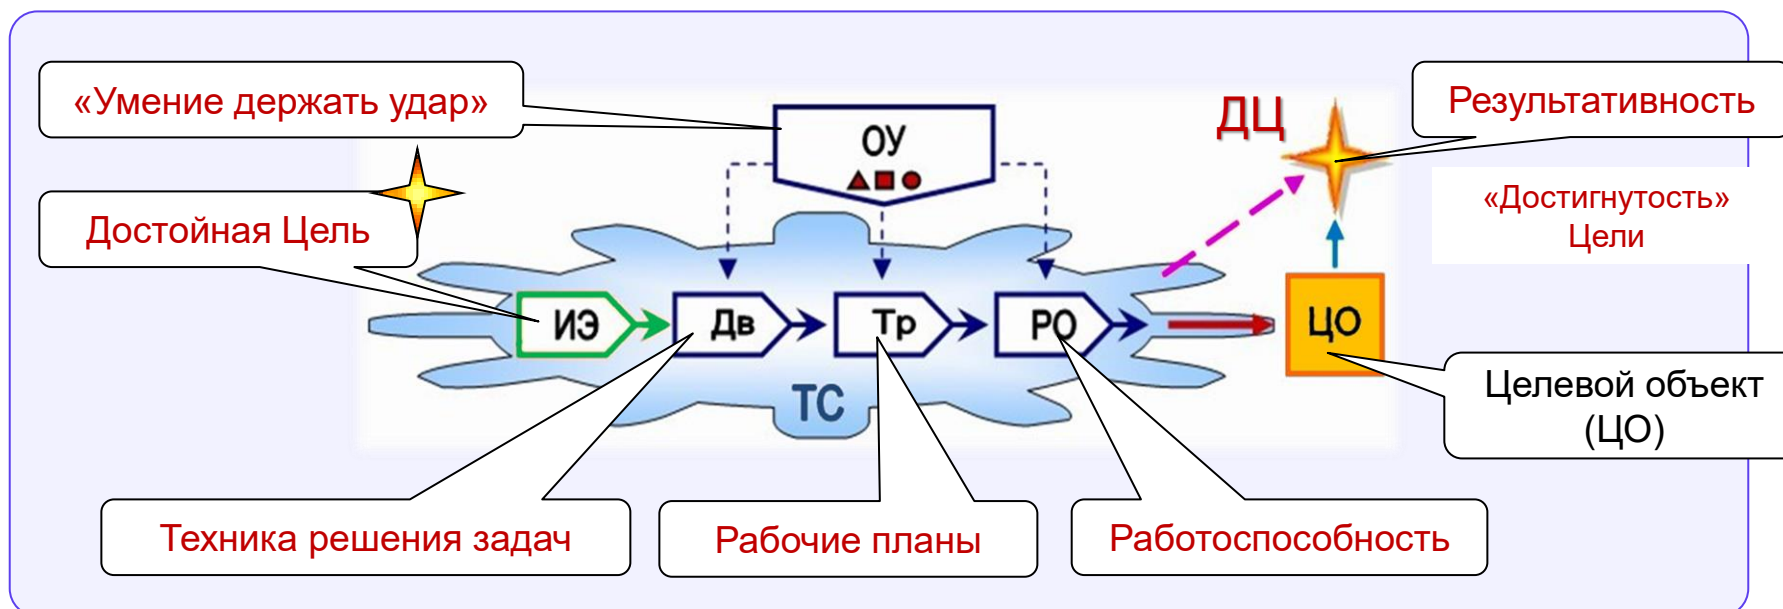 «Умение держать удар»
Результативность
ДЦ
ОУ
«Достигнутость»
Цели
Достойная Цель
ИЭ
Дв
Тр
РО
ЦО
ТС
Целевой объект
(ЦО)
Техника решения задач
Рабочие планы
Работоспособность